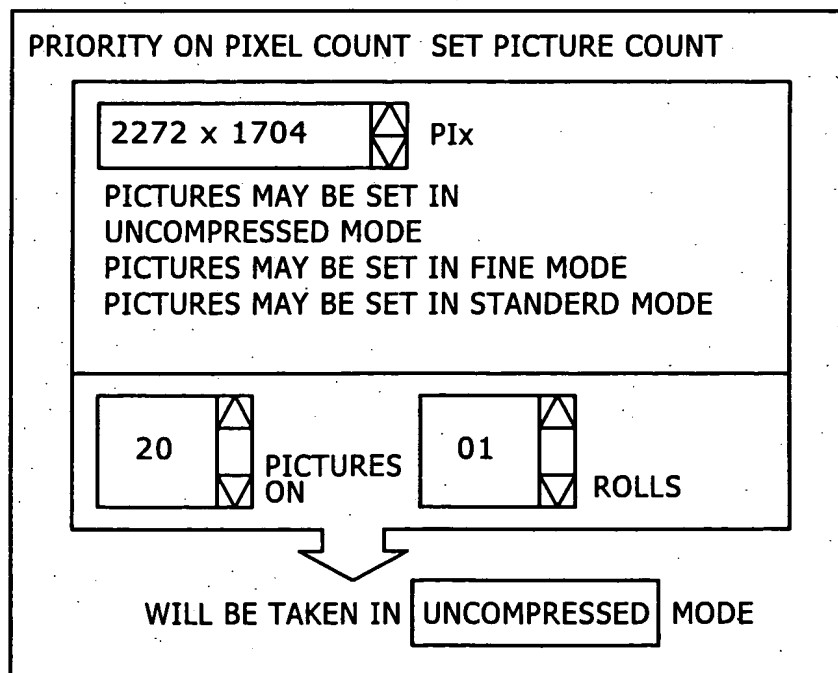 PRIORITY ON PIXEL COUNT SET PICTURE COUNT
2272 x 1704 PIx
PICTURES MAY BE SET IN
UNCOMPRESSED MODE
PICTURES MAY BE SET IN FINE MODE
PICTURES MAY BE SET IN STANDERD MODE
20 PICTURES ON 01 ROLLS
WILL BE TAKEN IN UNCOMPRESSED MODE